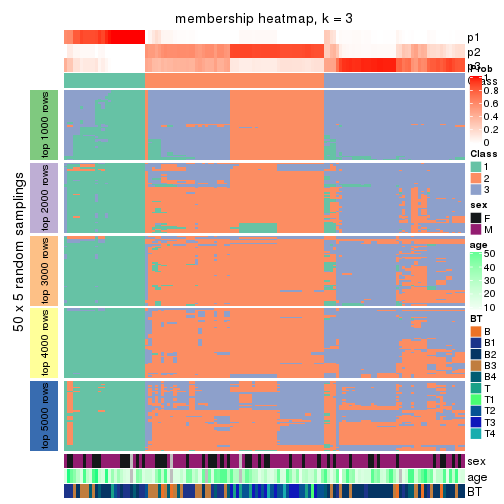 membership heatmap, k = 3
p1
p2
p3
Class
50 x 5 random samplings
top 1000 rows
top 2000 rows
top 3000 rows
top 4000 rows
top 5000 rows
sex
age
BT
Prob
1
0.8
0.6
0.4
0.2
0
Class
1
2
3
sex
F
M
age
50
40
30
20
10
BT
B
B1
B2
B3
B4
T
T1
T2
T3
T4